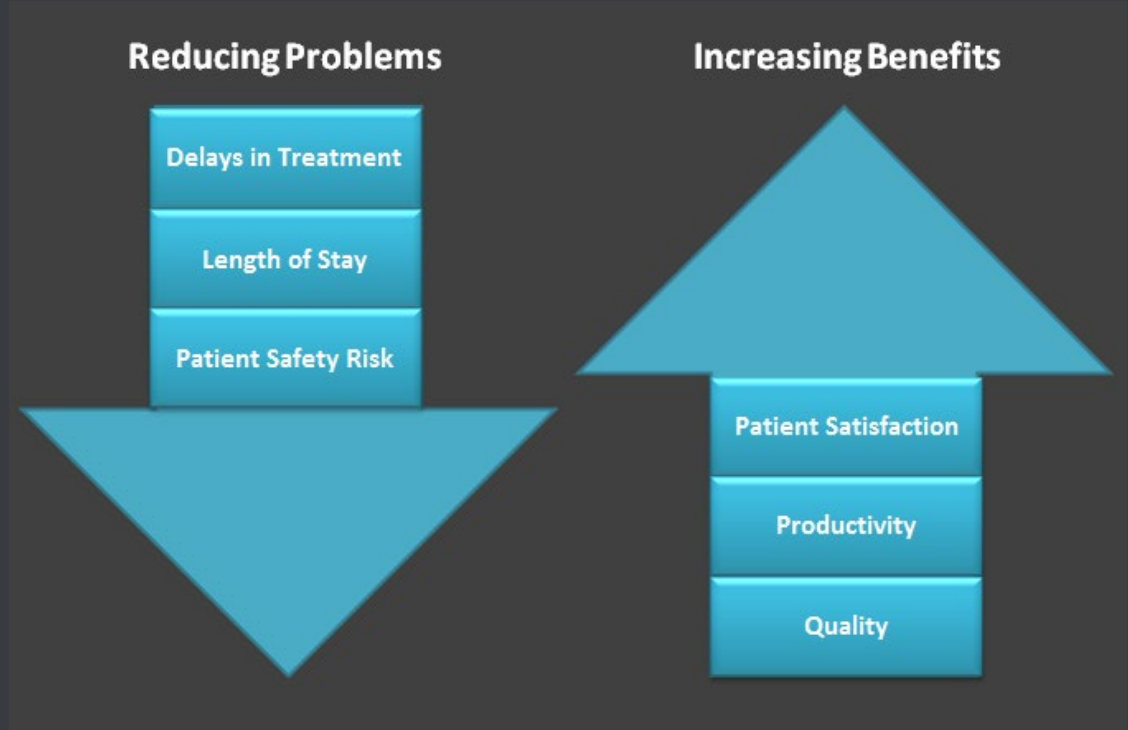 Reducing Problems
Delays in Treatment
Length of Stay
Patient Safety Risk
Increasing Benefits
Patient Satisfaction
Productivity
Quality